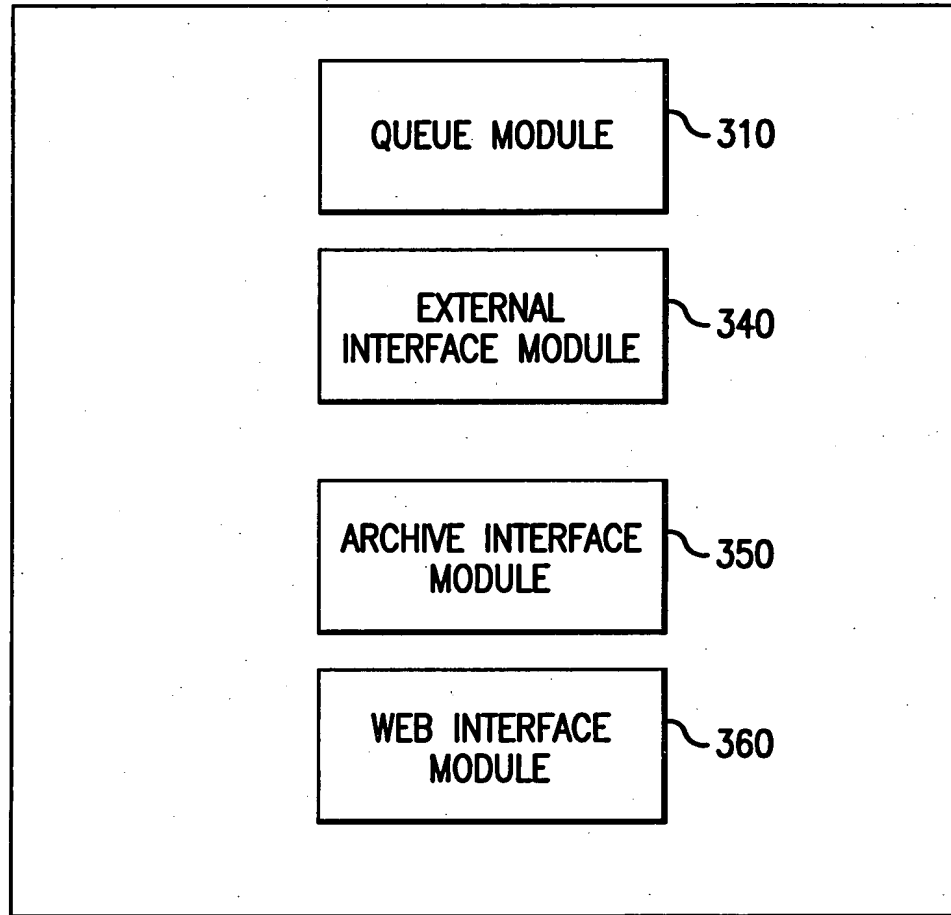 QUEUE MODULE
310
EXTERNAL
INTERFACE MODULE
340
ARCHIVE INTERFACE
MODULE
350
WEB INTERFACE
MODULE
360